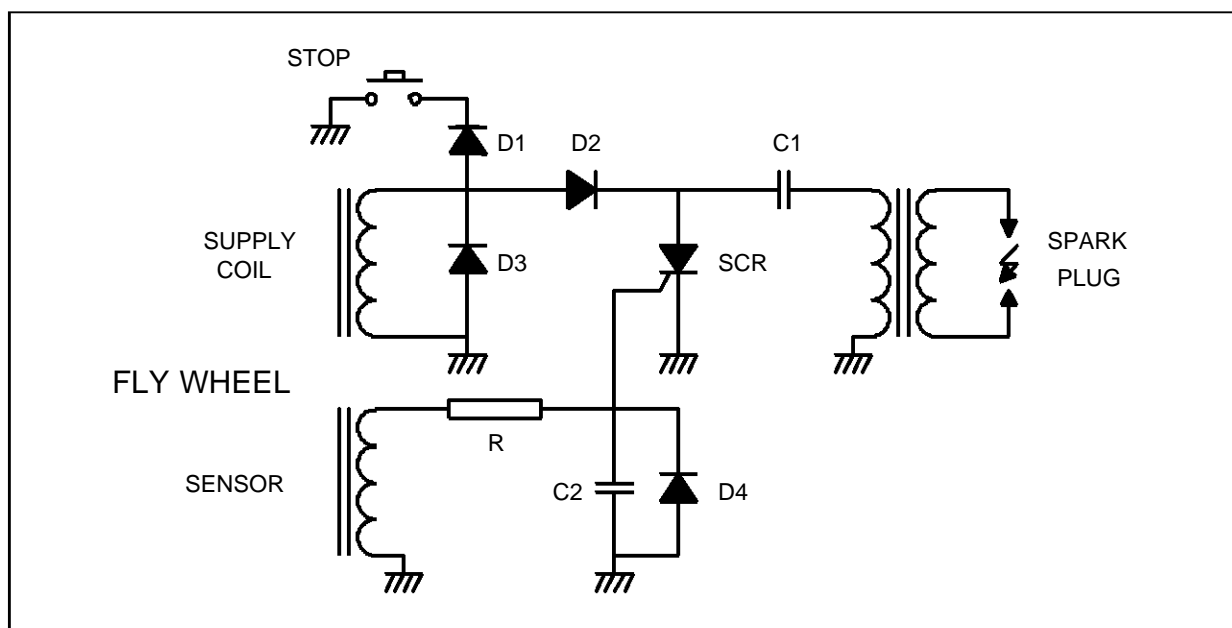 STOP
D1
D2
C1
SUPPLY
COIL
D3
SCR
SPARK
PLUG
FLY WHEEL
R
SENSOR
C2
D4